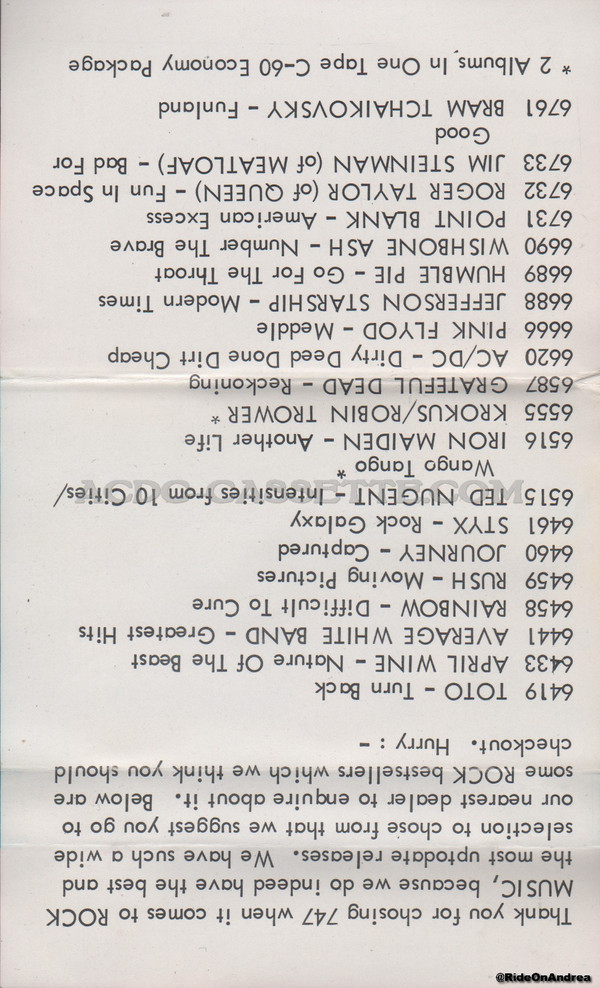 Thank you for chosing 747 when it comes to ROCK
MUSIC, because we do indeed have the best and
the most uptodate releases. We have such a wide
selection to chose from that we suggest you go to
our nearest dealer to enquire about it. Below are
some ROCK bestsellers which we think you should
checkout. Hurry : -
6419 TOTO - Turn Back
6433 APRIL WINE - Nature Of The Beast
6441 AVERAGE WHITE BAND - Greatest Hits
6458 RAINBOW - Difficult To Cure
6459 RUSH - Moving Pictures
6460 JOURNEY - Captured
6461 STYX - Rock Galaxy
6515 TED NUGENT - Intensities from 10 Cities/
Wango Tango *
6516 IRON MAIDEN - Another Life
6555 KROKUS/ROBIN TROWER *
6587 GRATEFUL DEAD - Reckoning
6620 AC/DC - Dirty Deed Done Dirt Cheap
6666 PINK FLYOD - Meddle
6688 JEFFERSON STARSHIP - Modern Times
6689 HUMBLE PIE - Go For The Throat
6690 WISHBONE ASH - Number The Brave
6731 POINT BLANK - American Excess
6732 ROGER TAYLOR (of QUEEN) - Fun In Space
6733 JIM STEINMAN (of MEATLOAF) - Bad For
Good
6761 BRAM TCHAIKOVSKY - Funland
* 2 Albums In One Tape C-60 Economy Package
ACDC-CASSETTE.COM
@RideOnAndrea